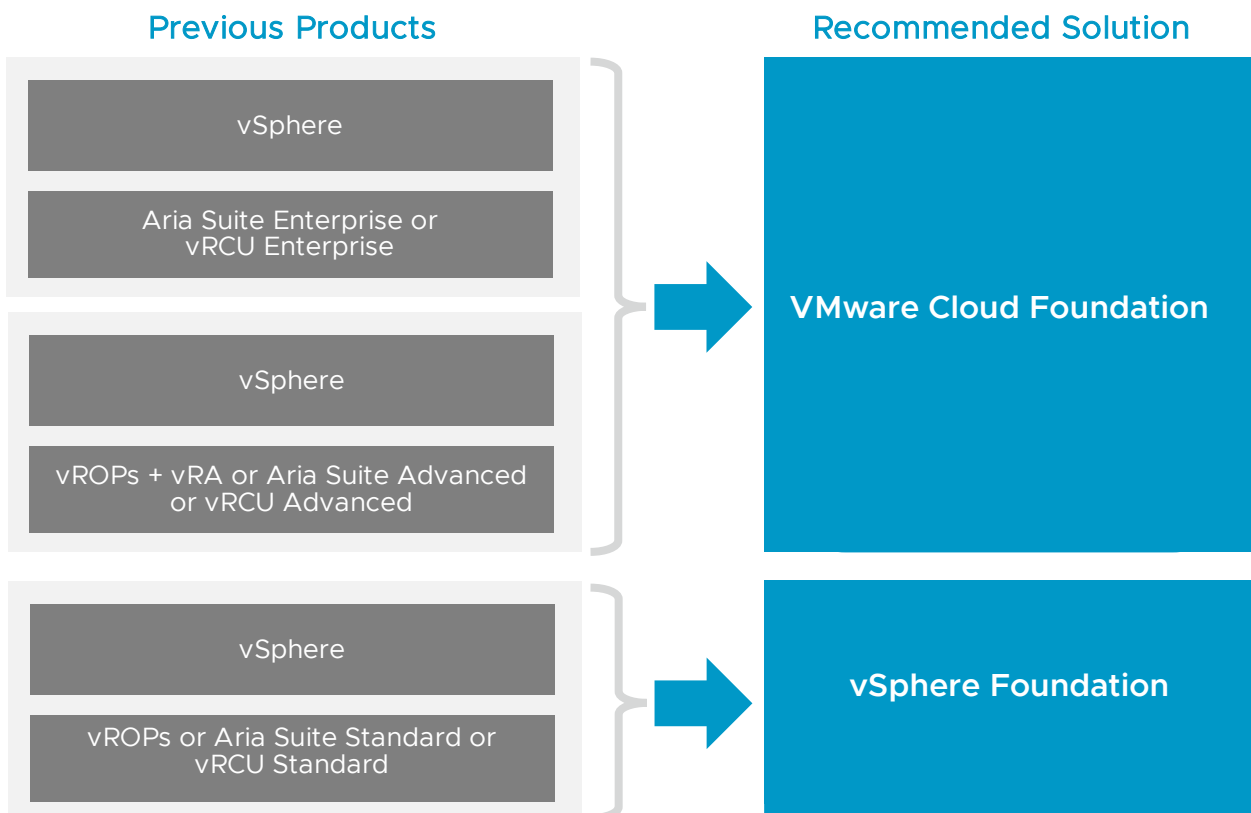 Previous Products
Recommended Solution
vSphere
Aria Suite Enterprise or
vRCU Enterprise
VMware Cloud Foundation
vSphere
vROPs + vRA or Aria Suite Advanced
or vRCU Advanced
vSphere
vROPs or Aria Suite Standard or
vRCU Standard
vSphere Foundation